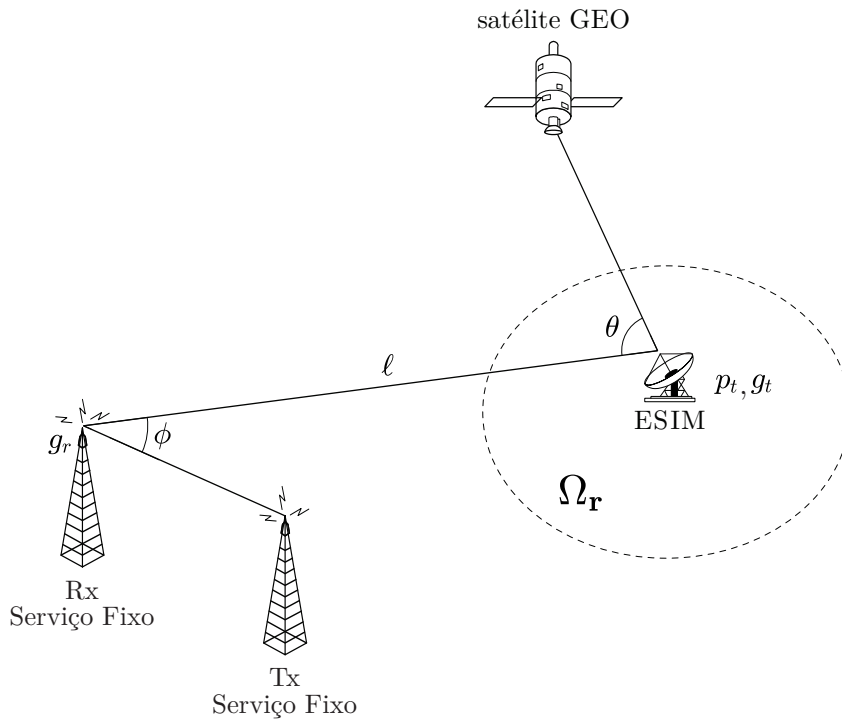 satélite GEO
θ
ℓ
p_t, g_t
ESIM
g_r
ϕ
Ω_r
Rx
Serviço Fixo
Tx
Serviço Fixo